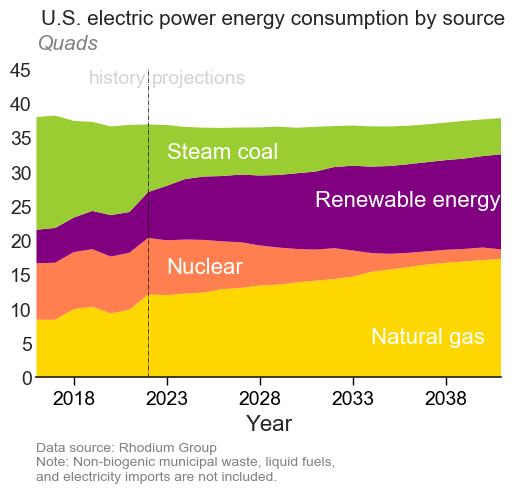 U.S. electric power energy consumption by source
Quads
45
history projections
40
35
Steam coal
30
Renewable energy
25
20
Nuclear
15
10
Natural gas
5
0
2018 2023 2028 2033 2038
Year
Data source: Rhodium Group
Note: Non-biogenic municipal waste, liquid fuels,
and electricity imports are not included.